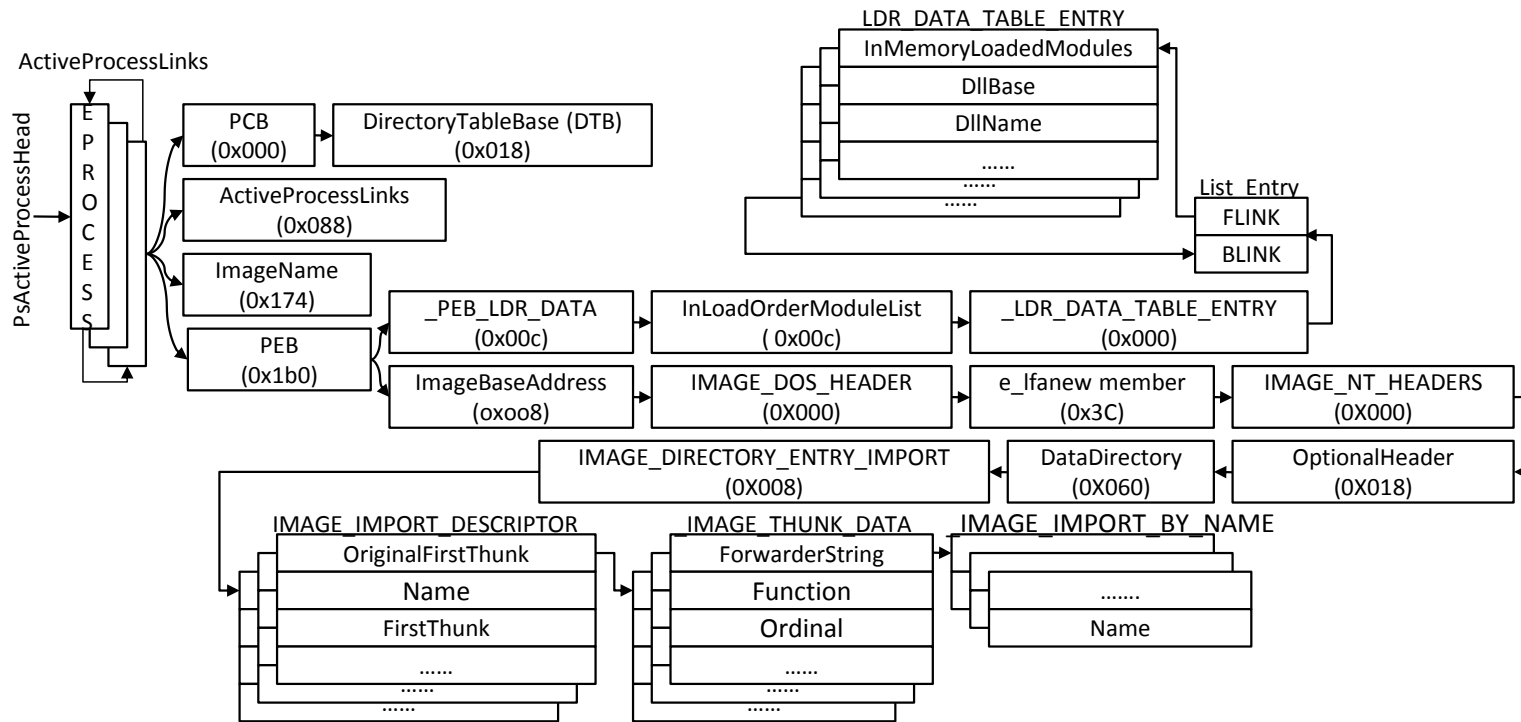 LDR_DATA_TABLE_ENTRY
InMemoryLoadedModules
DllBase
DllName
......
......
......
ActiveProcessLinks
PsActiveProcessHead
EPROCESS
PCB
(0x000)
DirectoryTableBase (DTB)
(0x018)
ActiveProcessLinks
(0x088)
ImageName
(0x174)
PEB
(0x1b0)
List_Entry
FLINK
BLINK
_PEB_LDR_DATA
(0x00c)
InLoadOrderModuleList
( 0x00c)
_LDR_DATA_TABLE_ENTRY
(0x000)
ImageBaseAddress
(oxoo8)
IMAGE_DOS_HEADER
(0X000)
e_lfanew member
(0x3C)
IMAGE_NT_HEADERS
(0X000)
IMAGE_DIRECTORY_ENTRY_IMPORT
(0X008)
DataDirectory
(0X060)
OptionalHeader
(0X018)
IMAGE_IMPORT_DESCRIPTOR
OriginalFirstThunk
Name
FirstThunk
......
......
......
_IMAGE_THUNK_DATA
ForwarderString
Function
Ordinal
......
......
......
_IMAGE_IMPORT_BY_NAME
.......
Name